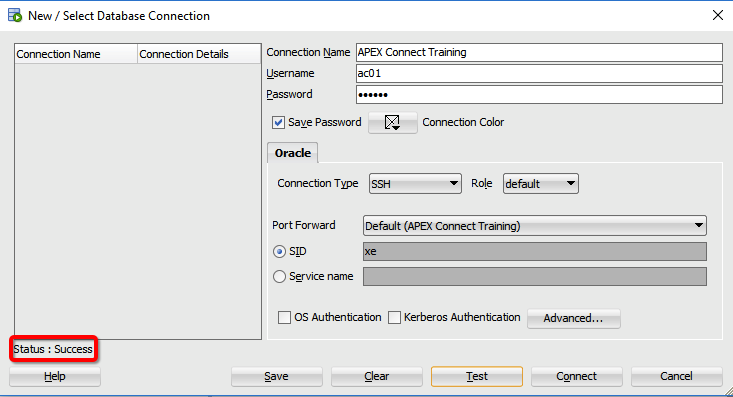 New / Select Database Connection
Connection Name Connection Details
Connection Name APEX Connect Training
Username ac01
Password ••••••
Save Password Connection Color
Oracle
Connection Type SSH Role default
Port Forward Default (APEX Connect Training)
SID xe
Service name
OS Authentication Kerberos Authentication Advanced...
Status : Success
Help Save Clear Test Connect Cancel